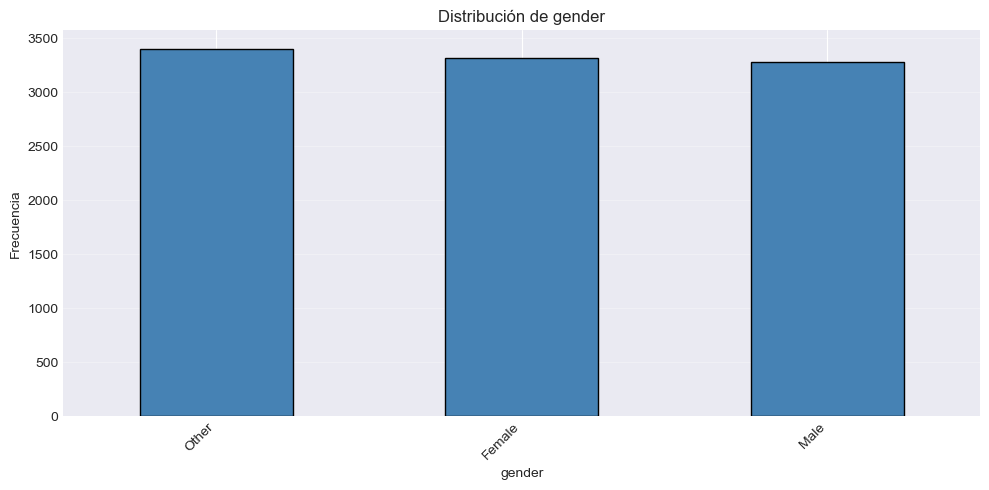 Distribución de gender
3500
3000
2500
2000
1500
1000
500
0
Frecuencia
Other
Female
Male
gender